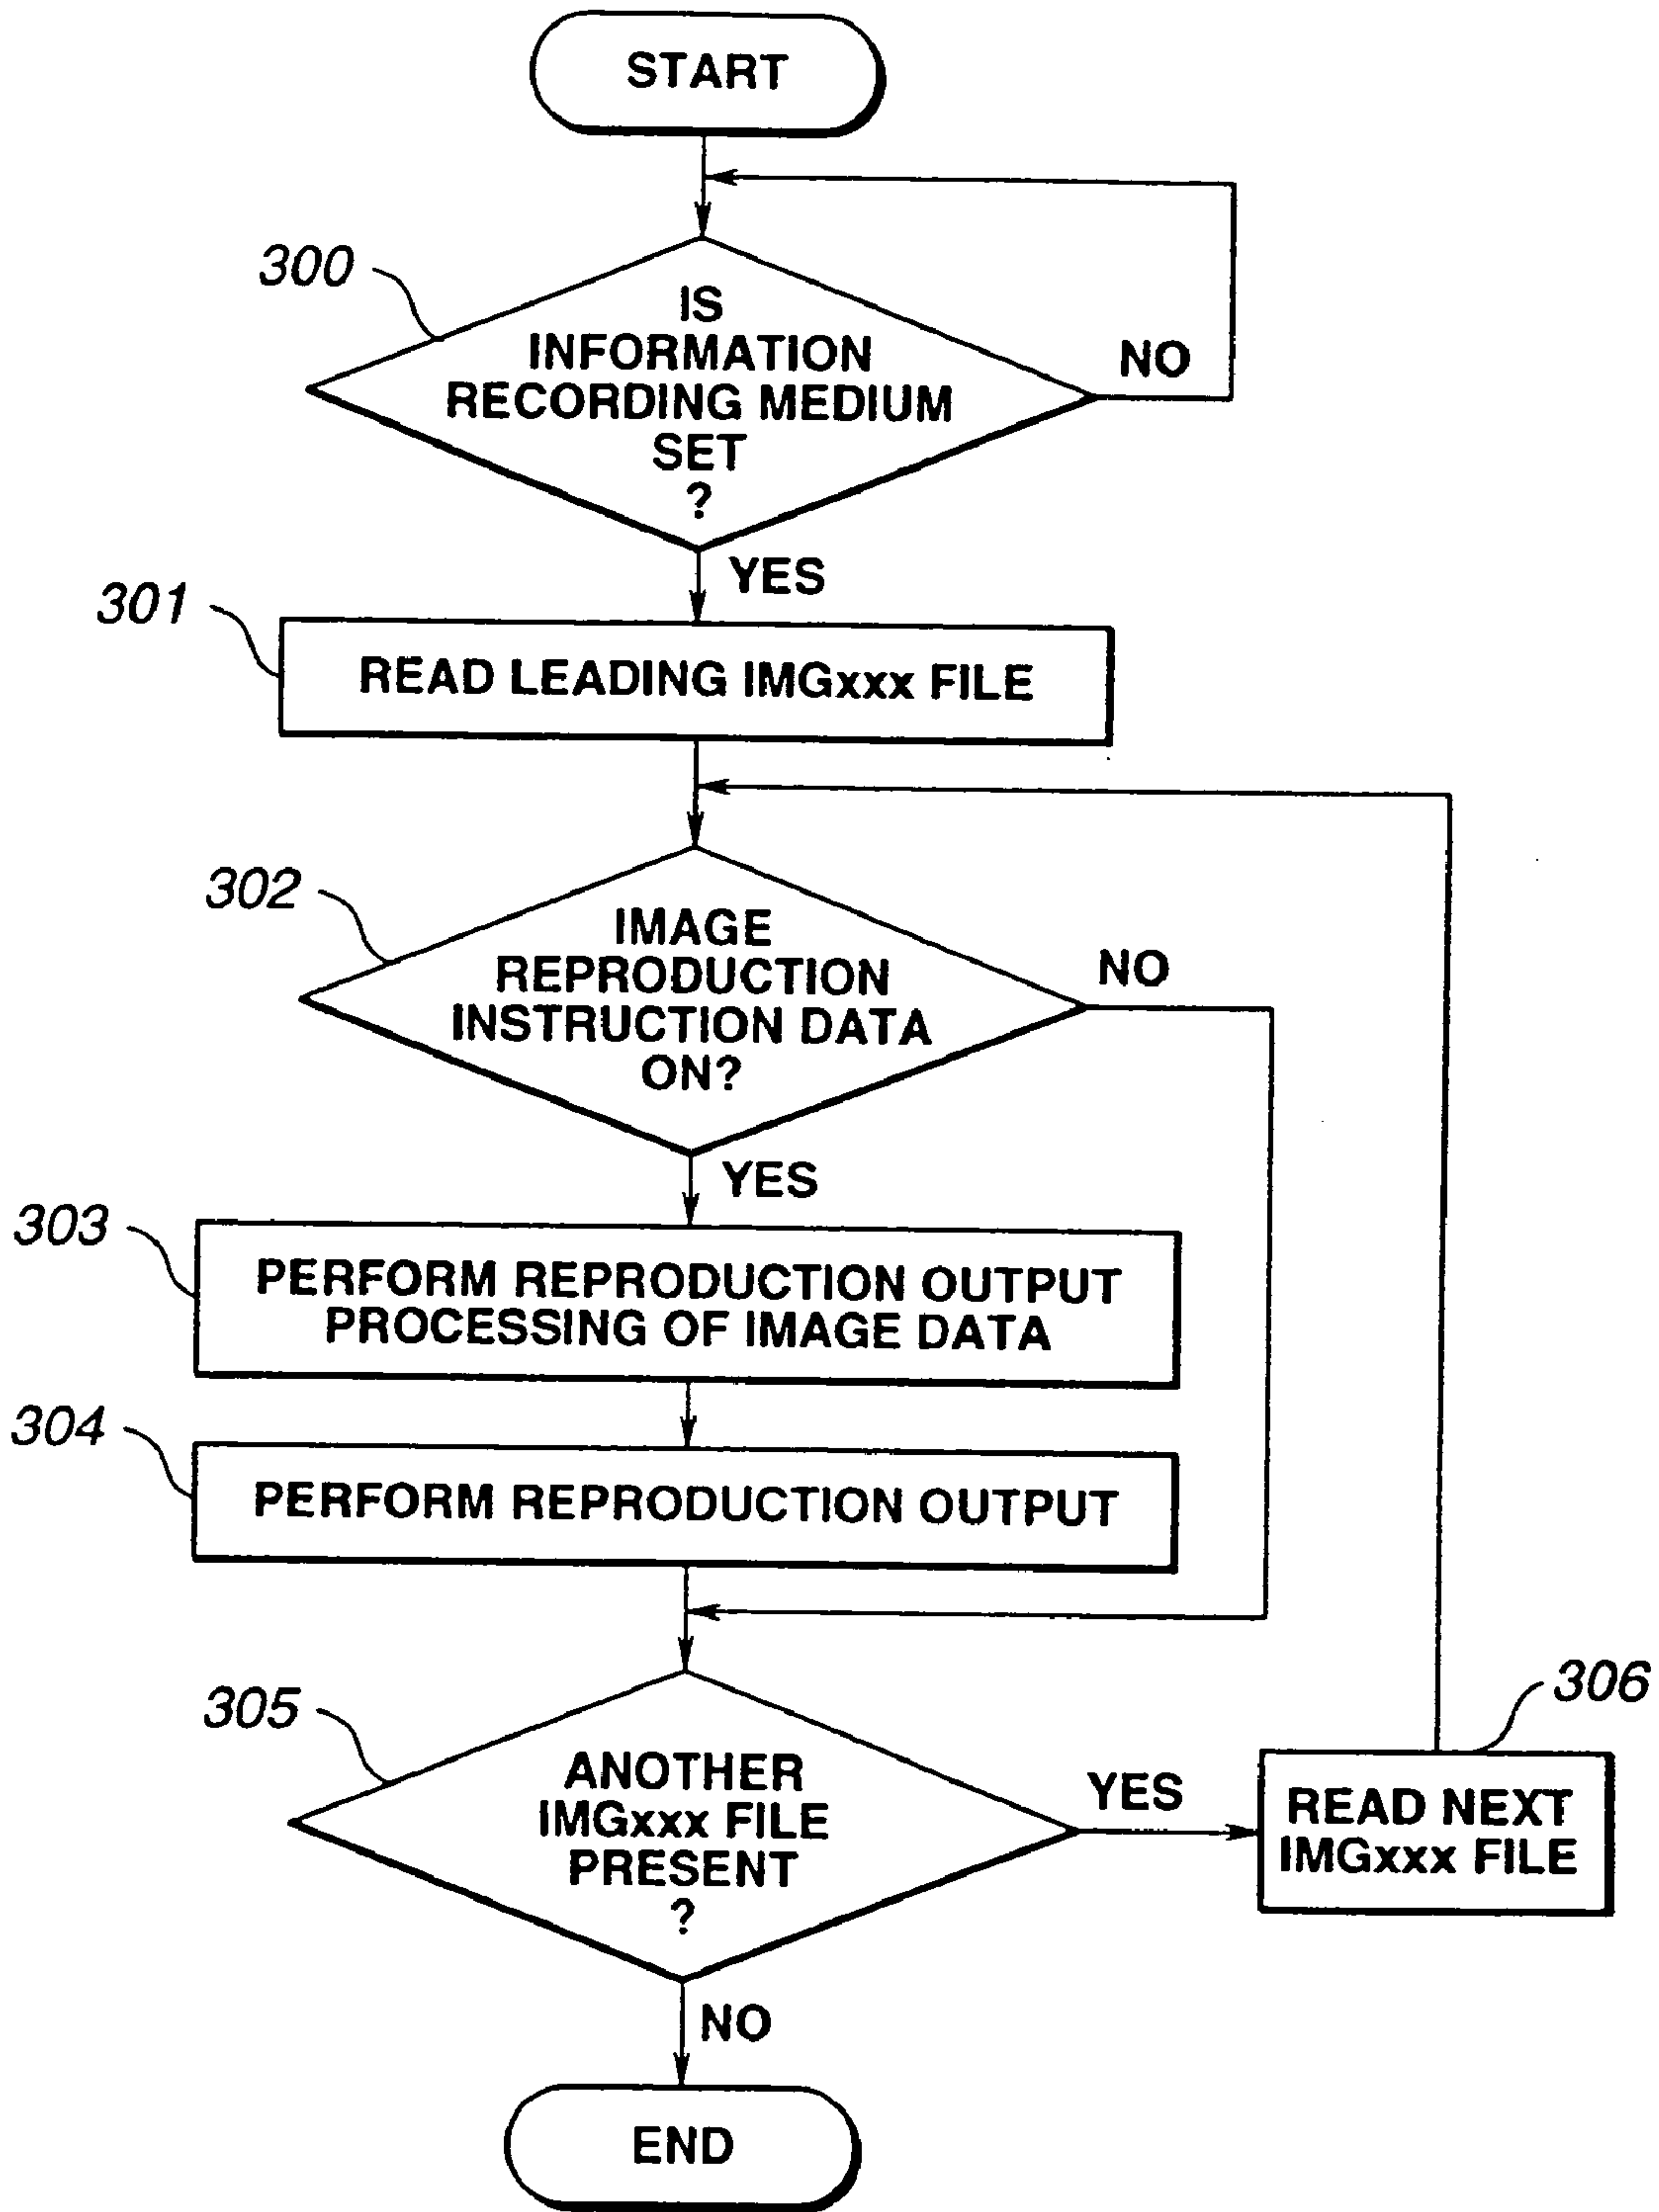 START
300
IS
INFORMATION
RECORDING MEDIUM
SET
?
NO
YES
301
READ LEADING IMGxxx FILE
302
IMAGE
REPRODUCTION
INSTRUCTION DATA
ON?
NO
YES
303
PERFORM REPRODUCTION OUTPUT
PROCESSING OF IMAGE DATA
304
PERFORM REPRODUCTION OUTPUT
305
ANOTHER
IMGxxx FILE
PRESENT
?
YES
306
READ NEXT
IMGxxx FILE
NO
END